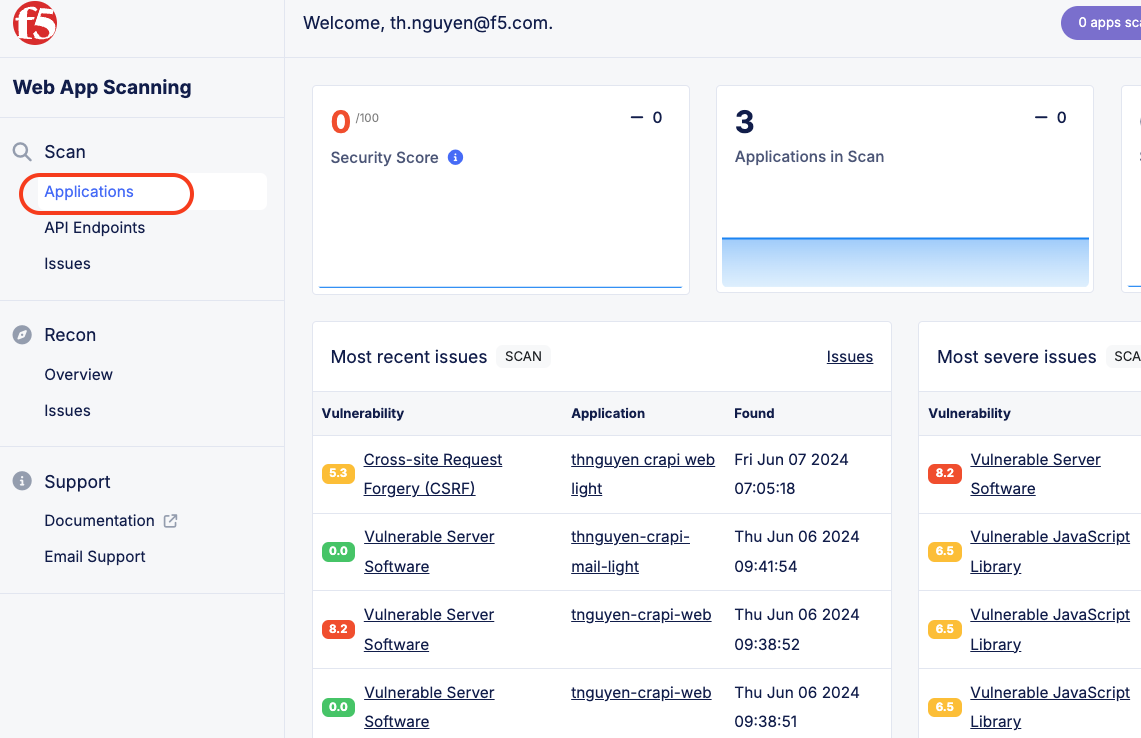 f5
Welcome, th.nguyen@f5.com.
0 apps
Web App Scanning
Scan
Applications
API Endpoints
Issues
Recon
Overview
Issues
Support
Documentation
Email Support
0 /100
— 0
Security Score
3
— 0
Applications in Scan
Most recent issues SCAN Issues
Vulnerability Application Found
5.3 Cross-site Request Forgery (CSRF) thnguyen crapi web light Fri Jun 07 2024 07:05:18
0.0 Vulnerable Server Software thnguyen-crapi-mail-light Thu Jun 06 2024 09:41:54
8.2 Vulnerable Server Software tnguyen-crapi-web Thu Jun 06 2024 09:38:52
0.0 Vulnerable Server Software tnguyen-crapi-web Thu Jun 06 2024 09:38:51
Most severe issues
Vulnerability
8.2 Vulnerable Server Software
6.5 Vulnerable JavaScript Library
6.5 Vulnerable JavaScript Library
6.5 Vulnerable JavaScript Library